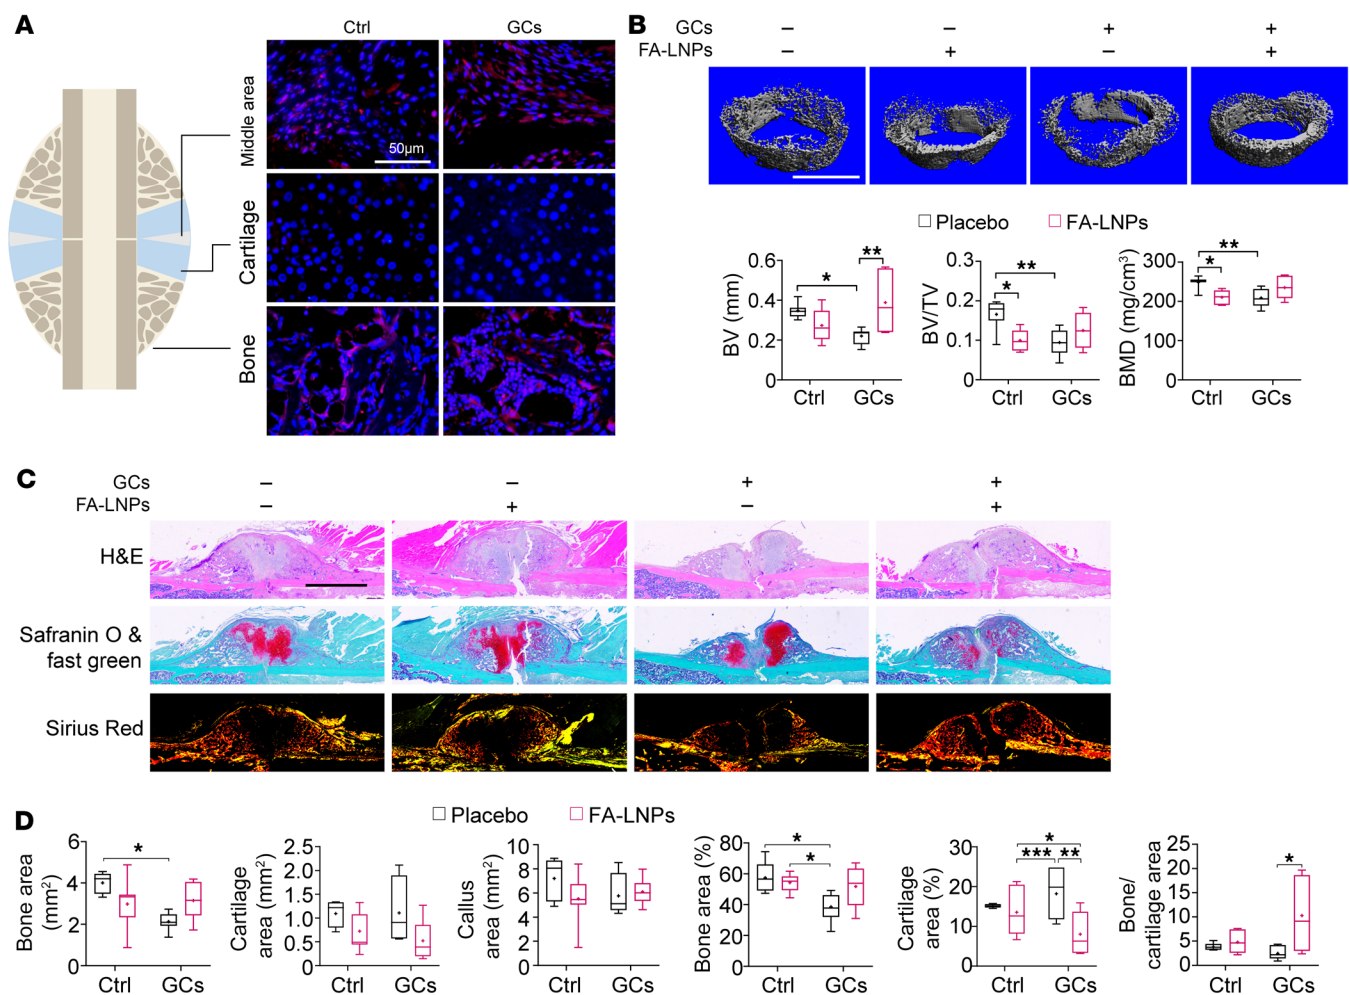 A
Ctrl GCs
Middle area
50μm
Cartilage
Bone
B
GCs – – + +
FA-LNPs – + – +
Placebo FA-LNPs
BV (mm)
0.6
0.4
0.2
0
* **
Ctrl GCs
BV/TV
0.3
0.2
0.1
0
** *
Ctrl GCs
BMD (mg/cm³)
300
200
100
0
** *
Ctrl GCs
C
GCs – – + +
FA-LNPs – + – +
H&E
Safranin O &
fast green
Sirius Red
D
Placebo FA-LNPs
Bone area
(mm²)
6
4
2
0
*
Ctrl GCs
Cartilage
area (mm²)
2.5
2.0
1.5
1.0
0.5
0
Ctrl GCs
Callus
area (mm²)
10
8
6
4
2
0
Ctrl GCs
Bone area (%)
80
60
40
20
0
*
*
Ctrl GCs
Cartilage
area (%)
30
20
10
0
*
*** **
Ctrl GCs
Bone/
cartilage area
25
20
15
10
5
0
*
Ctrl GCs